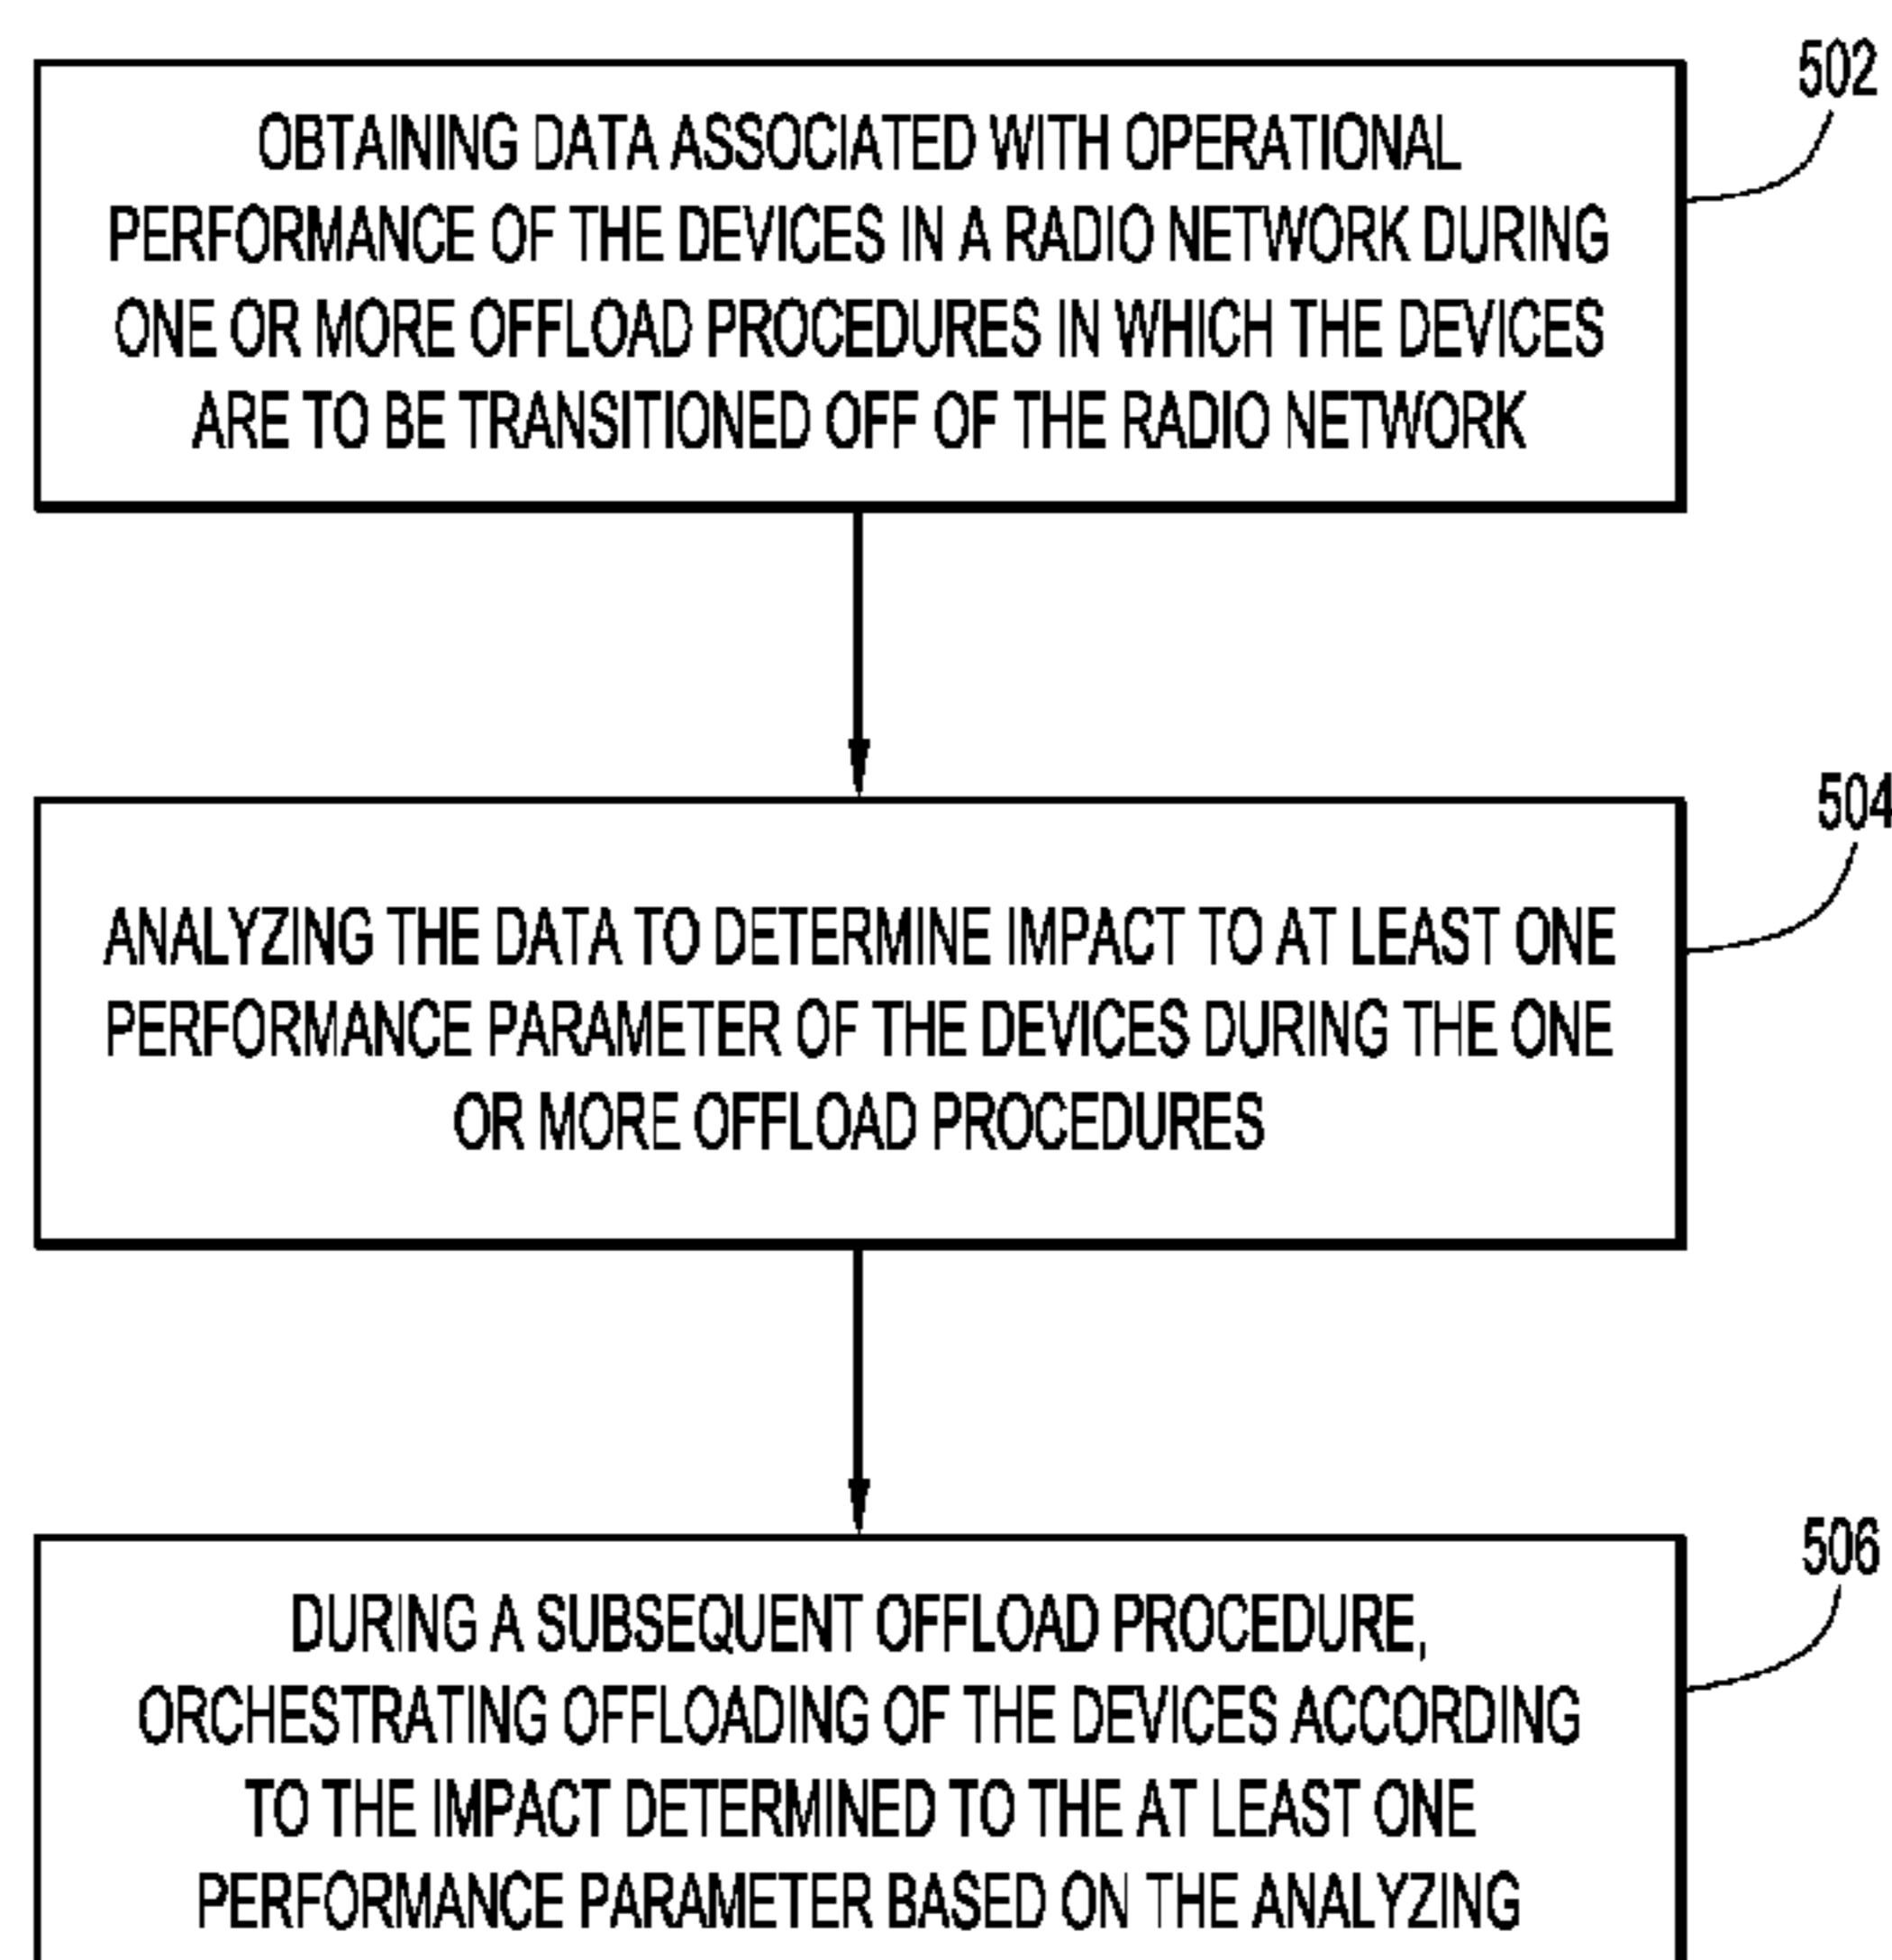 502
OBTAINING DATA ASSOCIATED WITH OPERATIONAL
PERFORMANCE OF THE DEVICES IN A RADIO NETWORK DURING
ONE OR MORE OFFLOAD PROCEDURES IN WHICH THE DEVICES
ARE TO BE TRANSITIONED OFF OF THE RADIO NETWORK
504
ANALYZING THE DATA TO DETERMINE IMPACT TO AT LEAST ONE
PERFORMANCE PARAMETER OF THE DEVICES DURING THE ONE
OR MORE OFFLOAD PROCEDURES
506
DURING A SUBSEQUENT OFFLOAD PROCEDURE,
ORCHESTRATING OFFLOADING OF THE DEVICES ACCORDING
TO THE IMPACT DETERMINED TO THE AT LEAST ONE
PERFORMANCE PARAMETER BASED ON THE ANALYZING